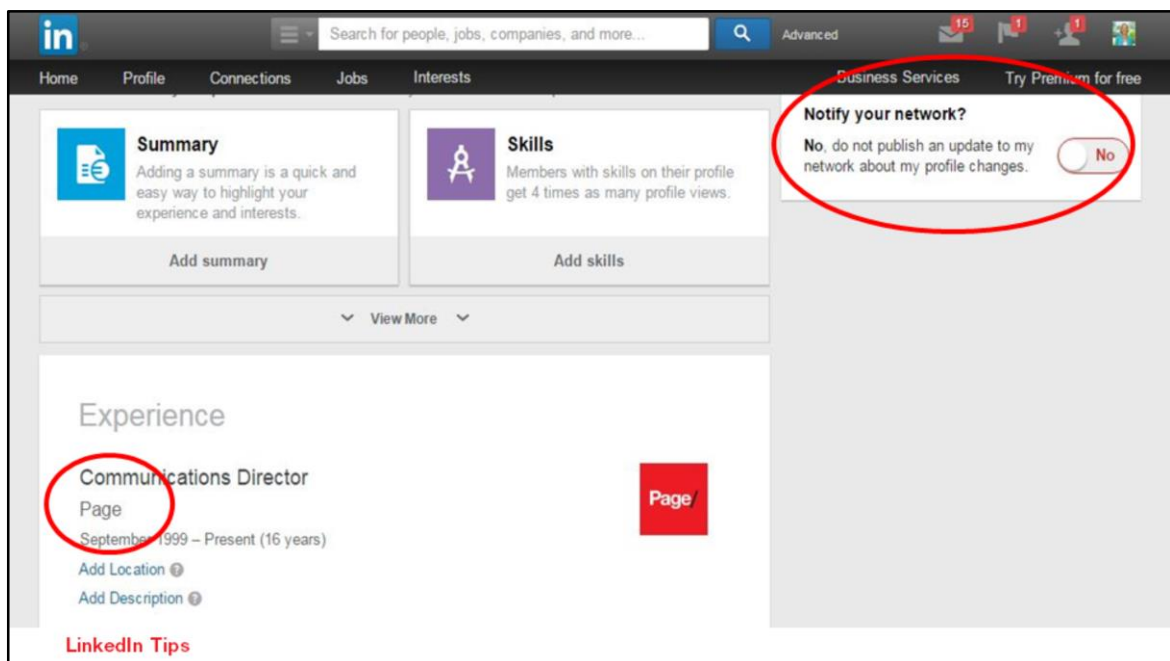 in
Search for people, jobs, companies, and more...
Advanced
15
1
1
Home Profile Connections Jobs Interests Business Services Try Premium for free
Summary
Adding a summary is a quick and
easy way to highlight your
experience and interests.
Add summary
Skills
Members with skills on their profile
get 4 times as many profile views.
Add skills
Notify your network?
No, do not publish an update to my
network about my profile changes.
No
View More
Experience
Communications Director
Page
September 1999 – Present (16 years)
Add Location
Add Description
Page/
LinkedIn Tips